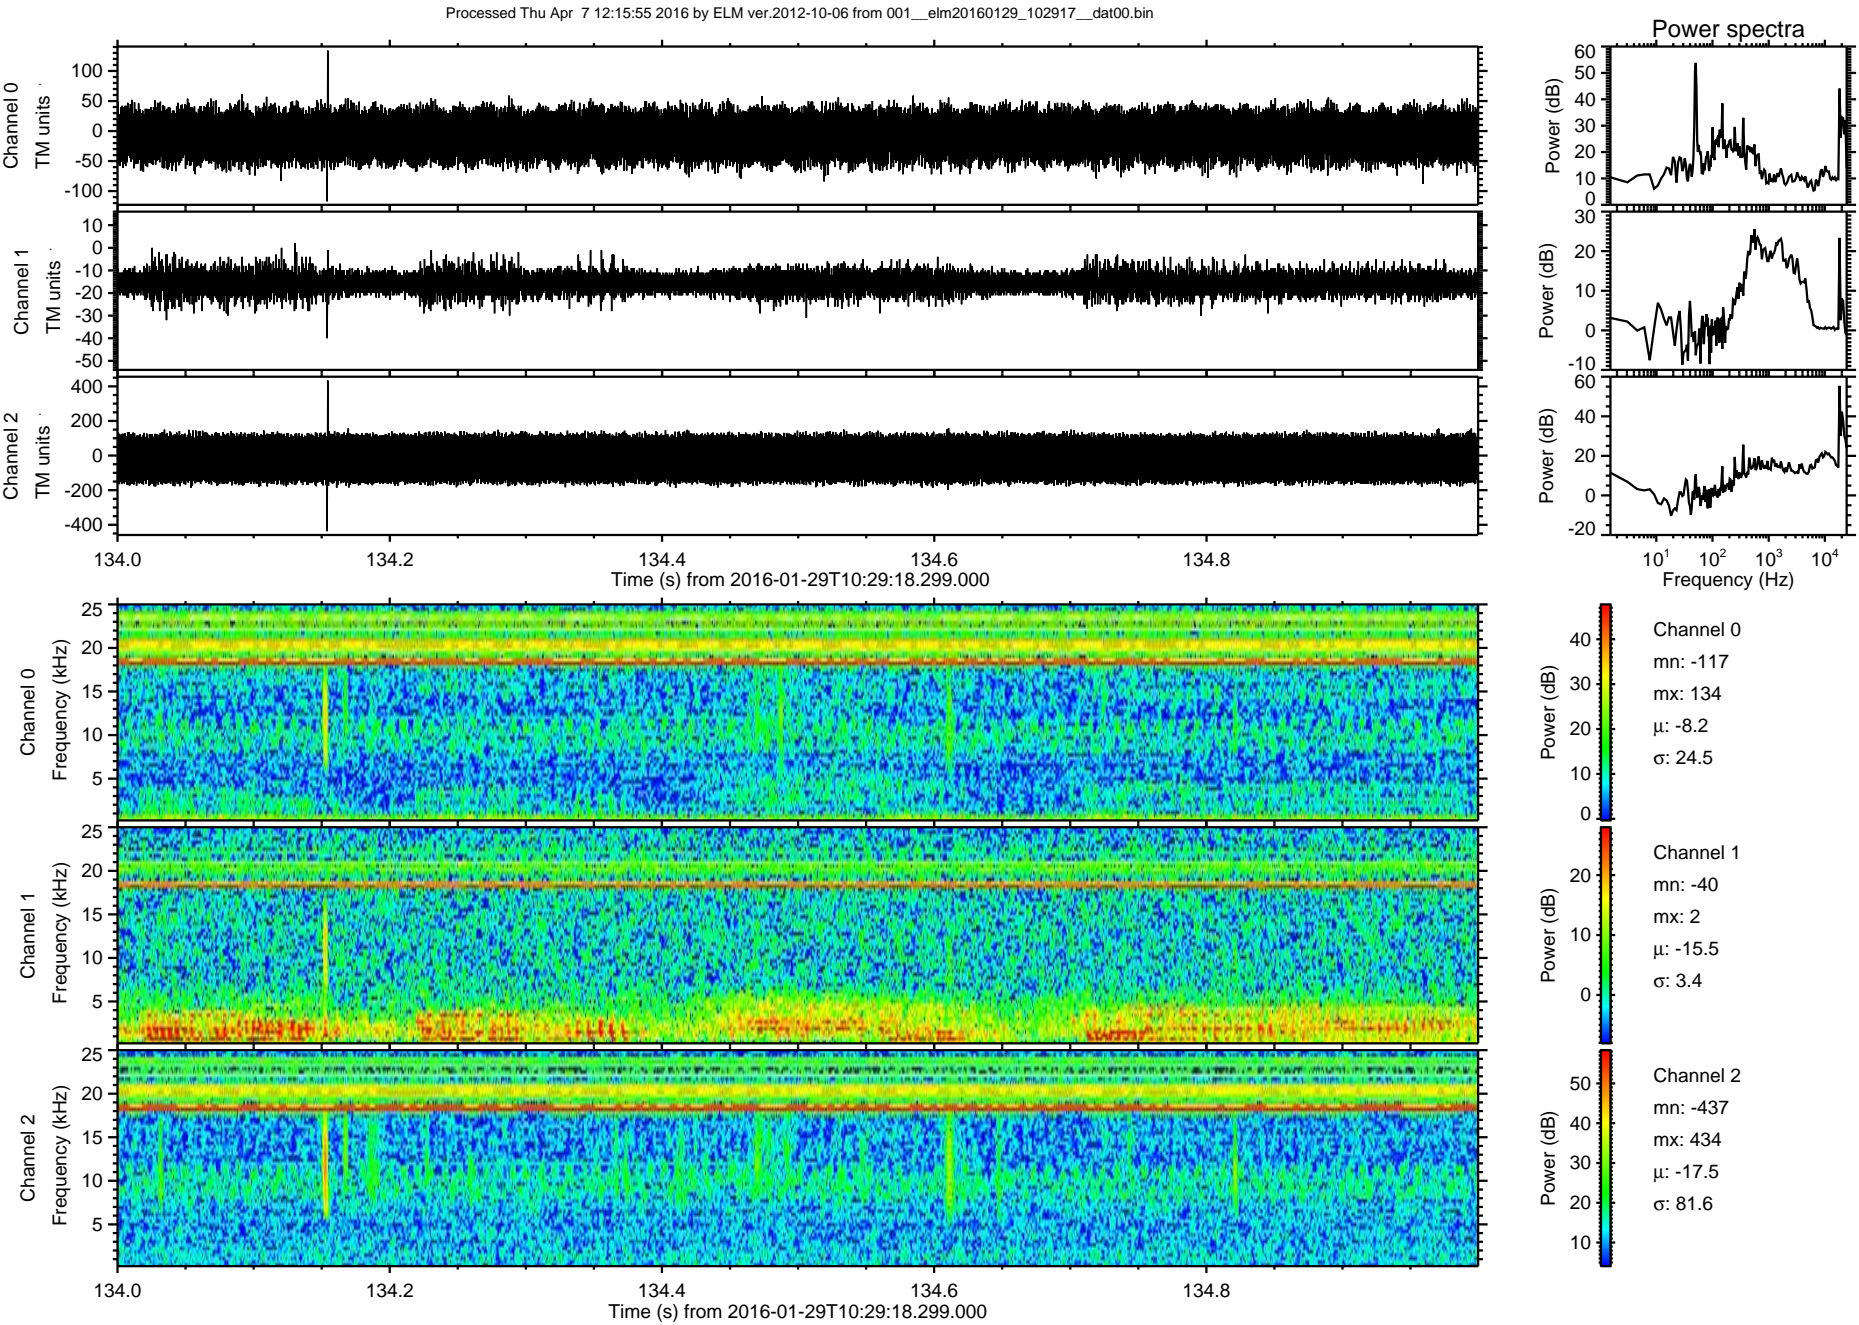 Processed Thu Apr  7 12:15:55 2016 by ELM ver.2012-10-06 from 001__elm20160129_102917__dat00.bin
Power spectra
Channel 0
TM units
100
50
0
-50
-100
Power (dB)
60
50
40
30
20
10
0
Channel 1
TM units
10
0
-10
-20
-30
-40
-50
Power (dB)
30
20
10
0
-10
Channel 2
TM units
400
200
0
-200
-400
Power (dB)
60
40
20
0
-20
134.0 134.2 134.4 134.6 134.8
Time (s) from 2016-01-29T10:29:18.299.000
10¹ 10² 10³ 10⁴
Frequency (Hz)
Channel 0
Frequency (kHz)
25
20
15
10
5
Power (dB)
40
30
20
10
0
Channel 0
mn: -117
mx: 134
μ: -8.2
σ: 24.5
Channel 1
Frequency (kHz)
25
20
15
10
5
Power (dB)
20
10
0
Channel 1
mn: -40
mx: 2
μ: -15.5
σ: 3.4
Channel 2
Frequency (kHz)
25
20
15
10
5
Power (dB)
50
40
30
20
10
Channel 2
mn: -437
mx: 434
μ: -17.5
σ: 81.6
134.0 134.2 134.4 134.6 134.8
Time (s) from 2016-01-29T10:29:18.299.000